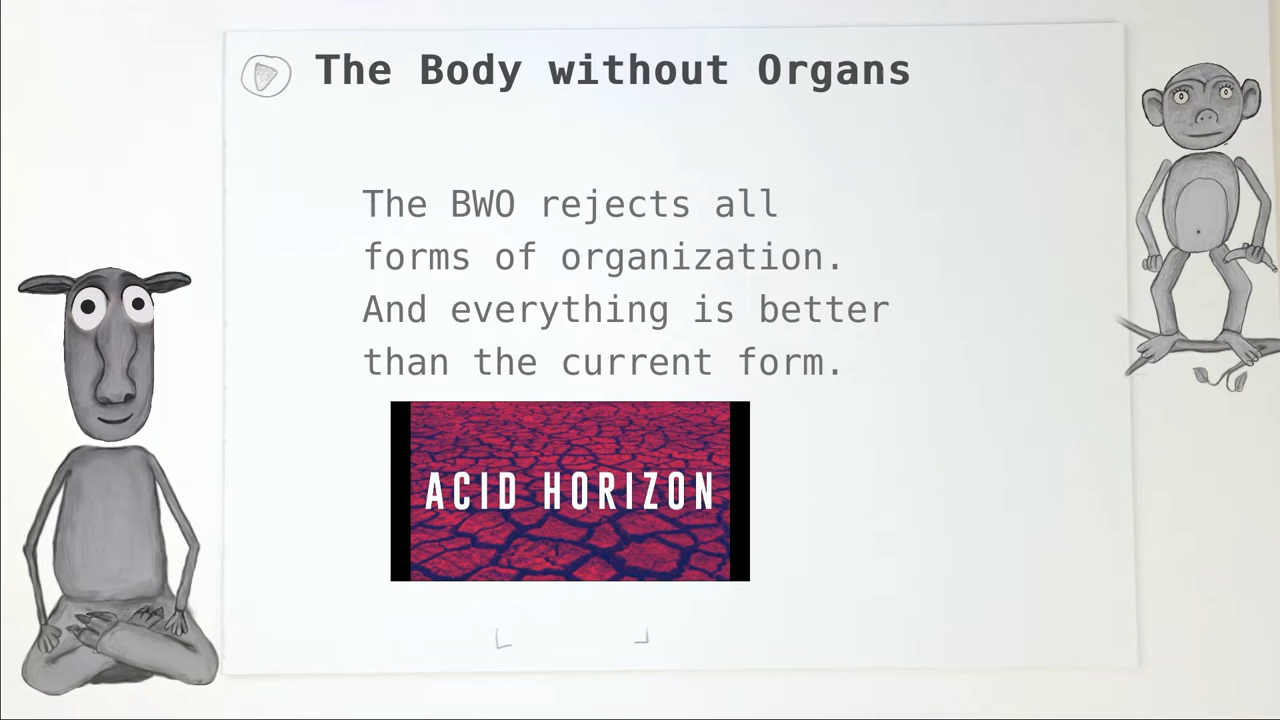 The Body without Organs
The BWO rejects all
forms of organization.
And everything is better
than the current form.
ACID HORIZON